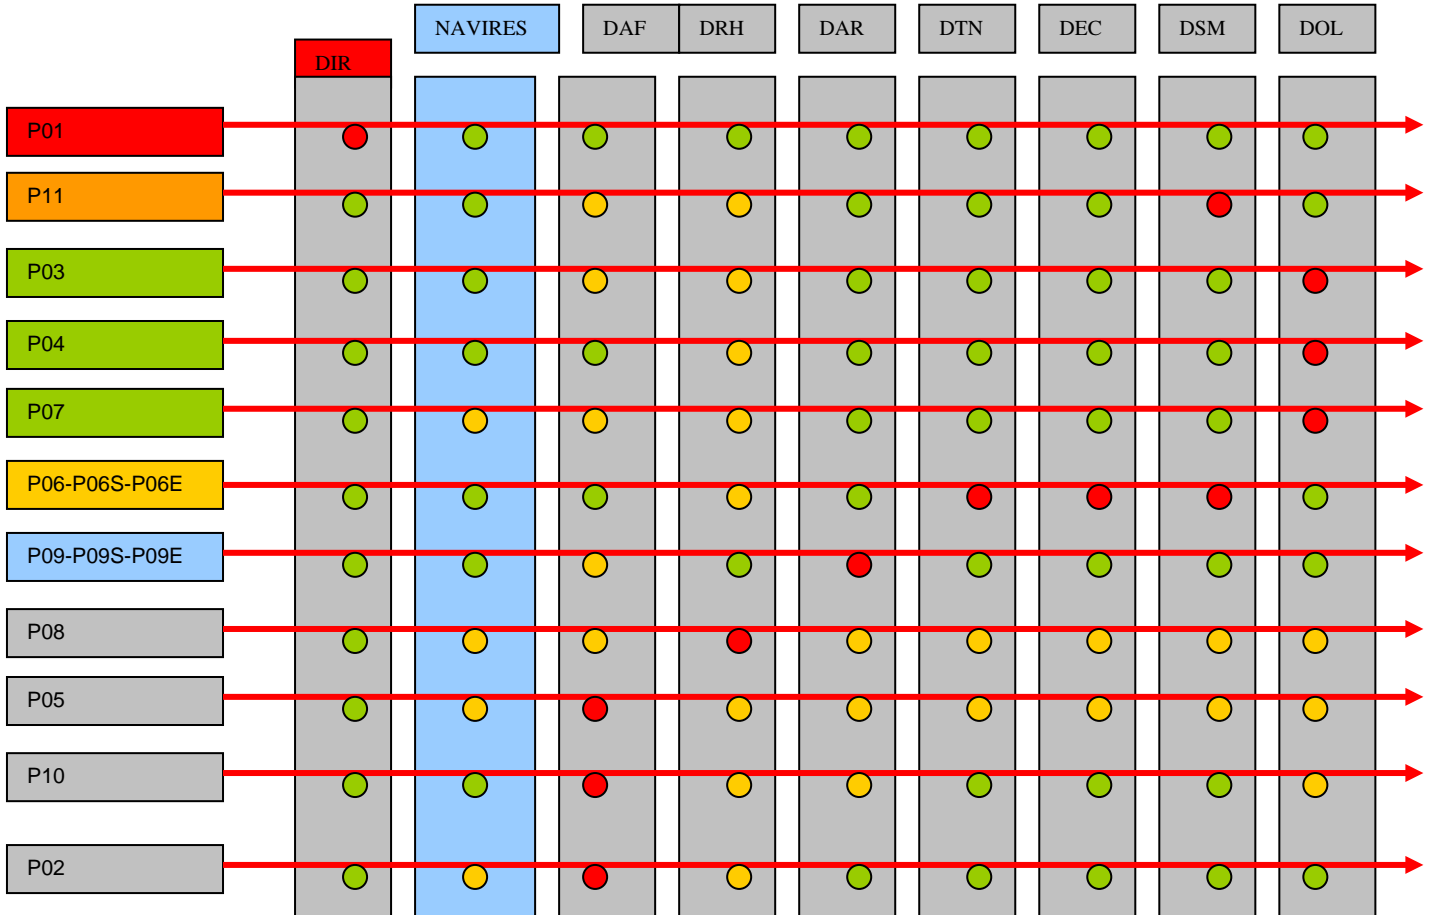 NAVIRES
DAF
DRH
DAR
DTN
DEC
DSM
DOL
DIR
P01
P11
P03
P04
P07
P06-P06S-P06E
P09-P09S-P09E
P08
P05
P10
P02